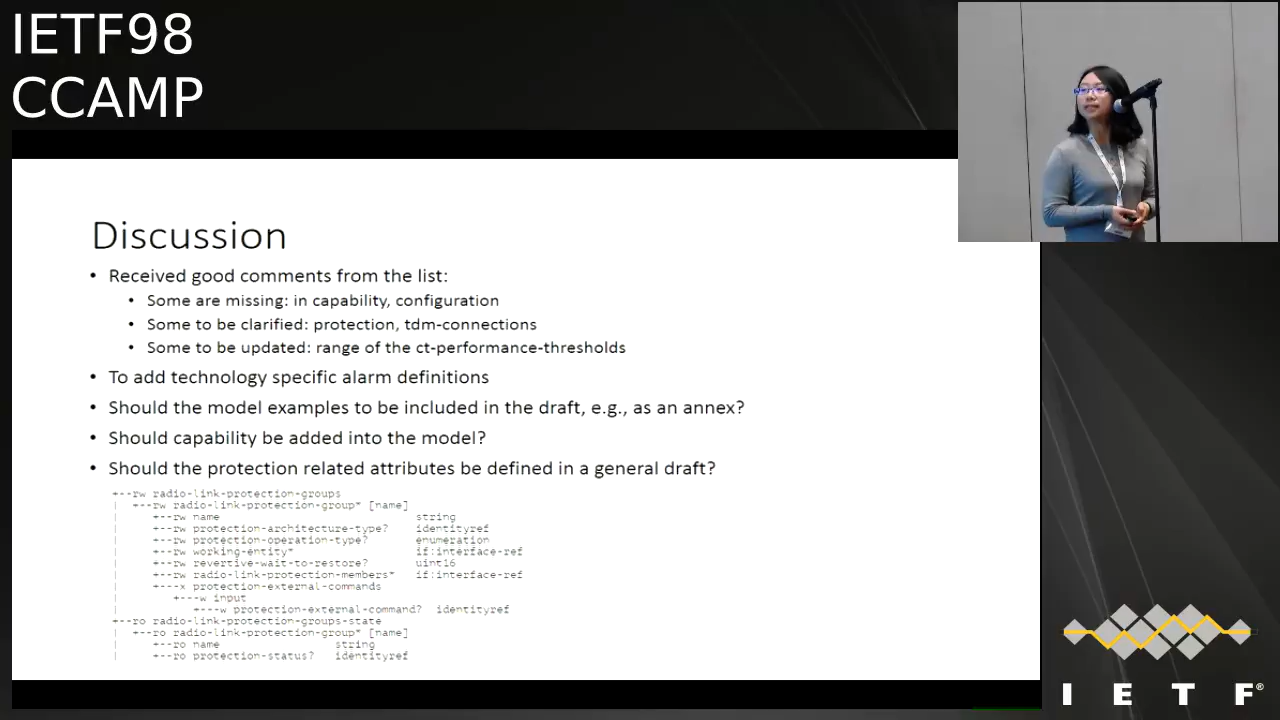 IETF98
CCAMP
Discussion
• Received good comments from the list:
• Some are missing: in capability, configuration
• Some to be clarified: protection, tdm-connections
• Some to be updated: range of the ct-performance-thresholds
• To add technology specific alarm definitions
• Should the model examples to be included in the draft, e.g., as an annex?
• Should capability be added into the model?
• Should the protection related attributes be defined in a general draft?
+--rw radio-link-protection-groups
|  +--rw radio-link-protection-group* [name]
|     +--rw name                             string
|     +--rw protection-architecture-type?    identityref
|     +--rw protection-operation-type?       enumeration
|     +--rw working-entity*                  if:interface-ref
|     +--rw revertive-wait-to-restore?       uint16
|     +--rw radio-link-protection-members*   if:interface-ref
|     +---x protection-external-commands
|        +---w input
|           +---w protection-external-command?  identityref
+--ro radio-link-protection-groups-state
|  +--ro radio-link-protection-group* [name]
|     +--ro name                 string
|     +--ro protection-status?   identityref
I E T F®